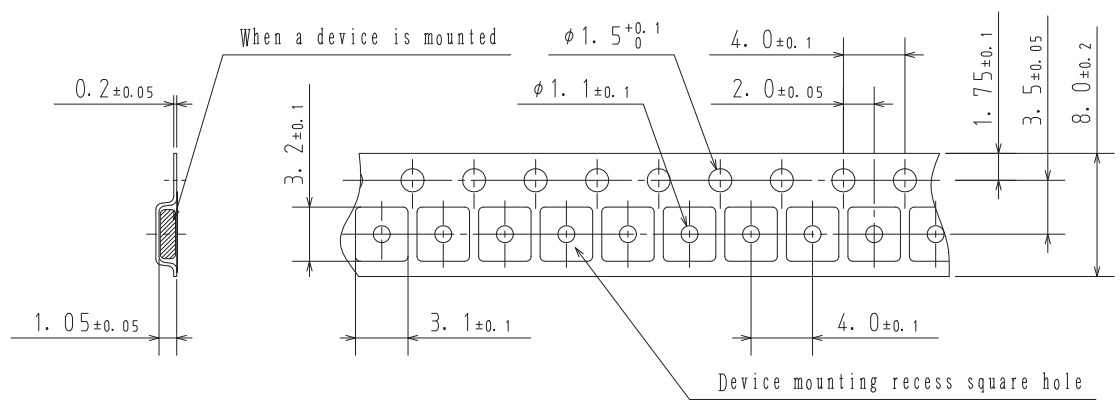 When a device is mounted
φ1.5+0.1 0
4.0±0.1
1.75±0.1
3.5±0.05
8.0±0.2
0.2±0.05
φ1.1±0.1
2.0±0.05
3.2±0.1
1.05±0.05
3.1±0.1
4.0±0.1
Device mounting recess square hole